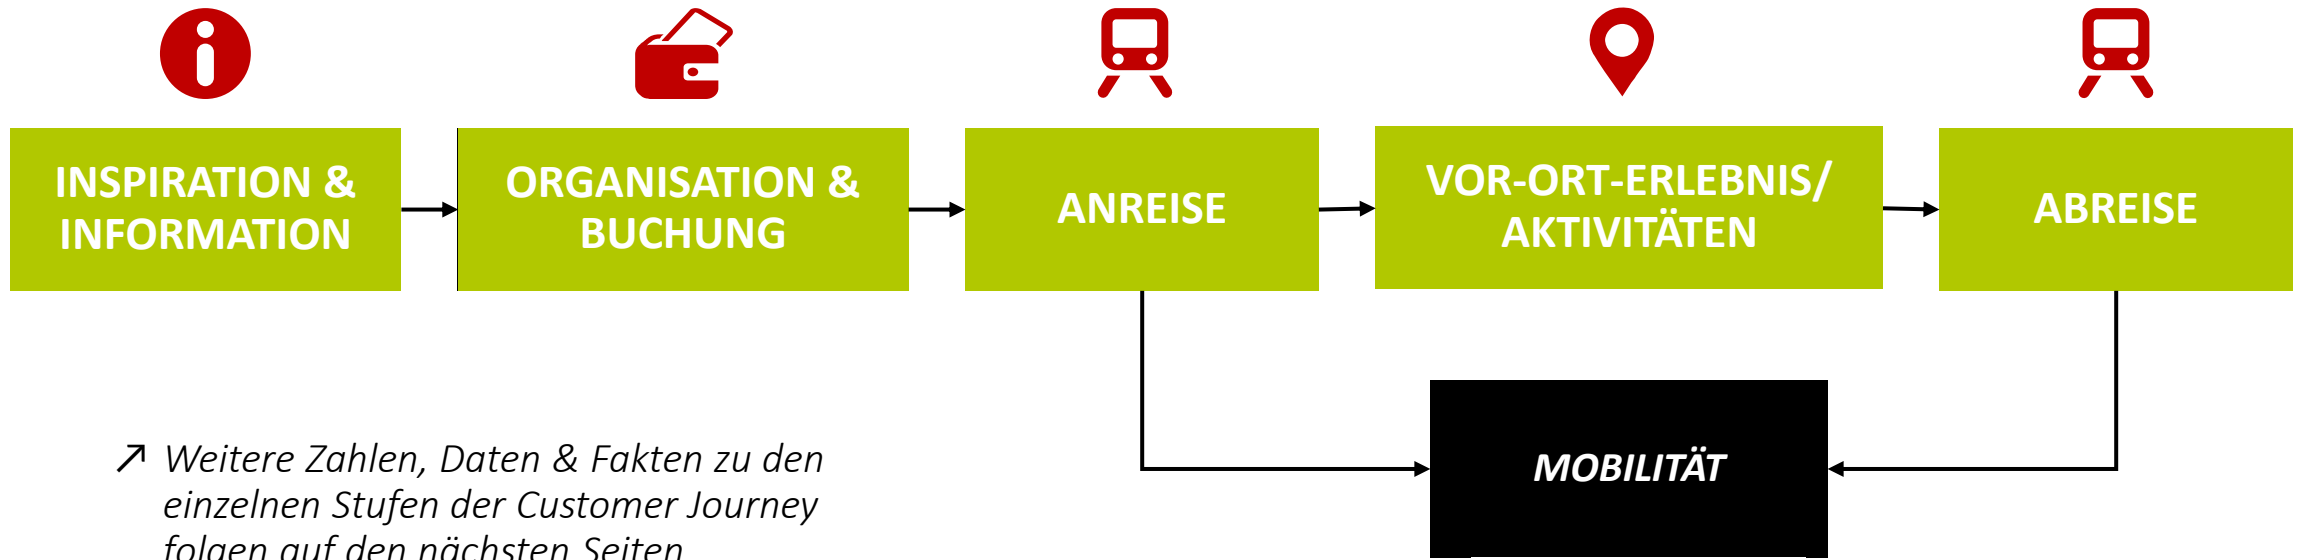 INSPIRATION &
INFORMATION
ORGANISATION &
BUCHUNG
ANREISE
VOR-ORT-ERLEBNIS/
AKTIVITÄTEN
ABREISE
MOBILITÄT
↗ Weitere Zahlen, Daten & Fakten zu den
einzelnen Stufen der Customer Journey
folgen auf den nächsten Seiten